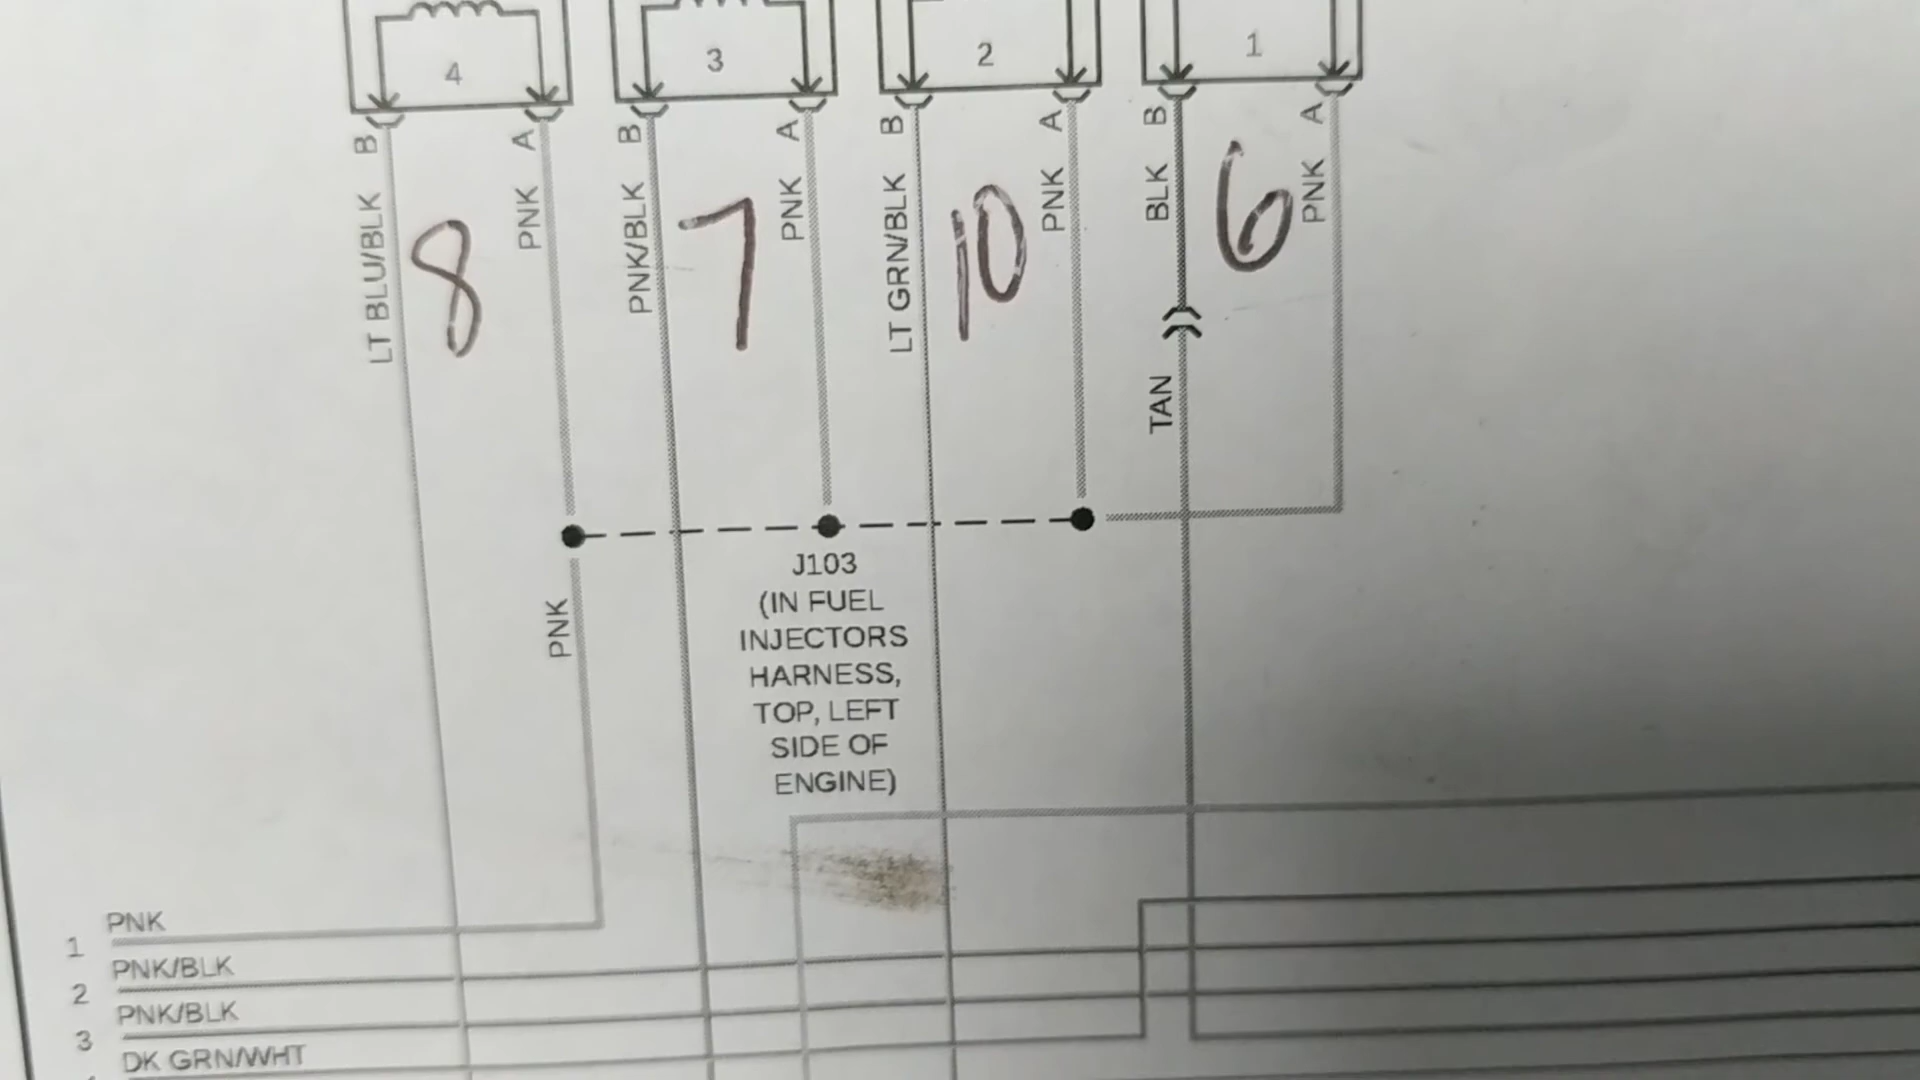 4
3
2
1
B
A
B
A
B
A
B
A
LT BLU/BLK
8
PNK
PNK/BLK
7
PNK
LT GRN/BLK
10
PNK
BLK
6
PNK
TAN
J103
(IN FUEL
INJECTORS
HARNESS,
TOP, LEFT
SIDE OF
ENGINE)
PNK
1 PNK
2 PNK/BLK
3 PNK/BLK
DK GRN/WHT